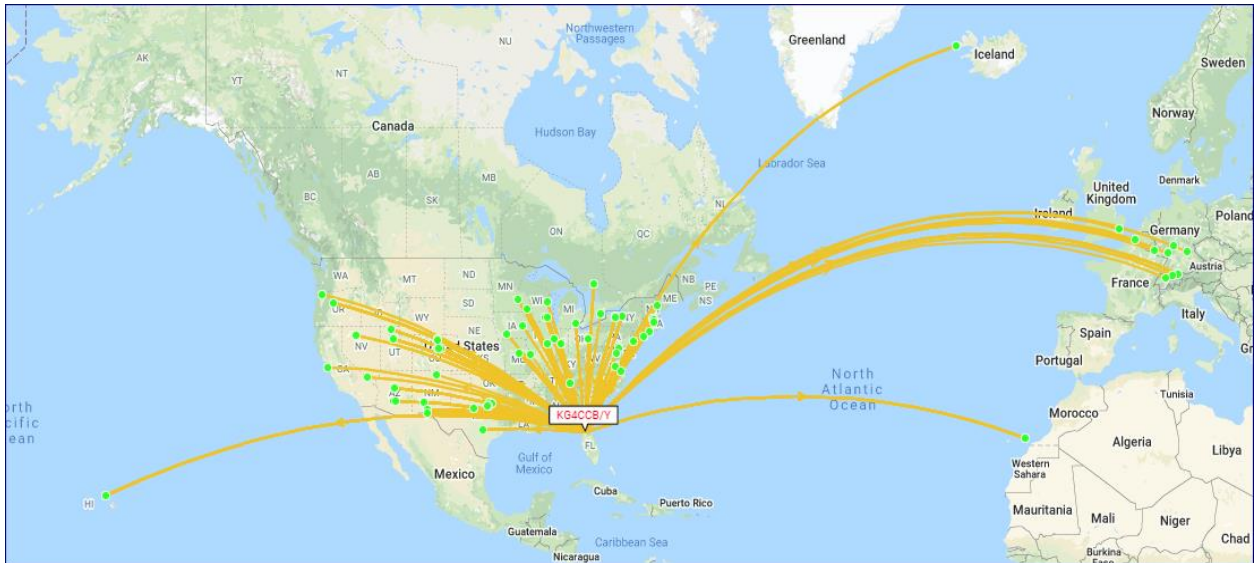 Greenland
Iceland
Sweden
Norway
Northwestern
Passages
NU
AK
YT
NT
Canada
Hudson Bay
Labrador Sea
BC
AB
SK
MB
ON
QC
NL
Denmark
United
Kingdom
Ireland
Germany
Poland
Austria
France
Italy
Spain
Portugal
NB
PE
NS
ME
WA
MT
ND
MN
SD
WI
MI
NY
OR
WY
IA
NE
NV
UT
United States
KY
CA
OK
AZ
NM
KG4CCB/Y
LA
FL
North
Atlantic
Ocean
Tunisia
Morocco
Algeria
Libya
Western
Sahara
Gulf of
Mexico
Mexico
Cuba
Puerto Rico
HI
Mauritania
Mali
Niger
Chad
Guatemala
Caribbean Sea
Nicaragua
Burkina
Faso